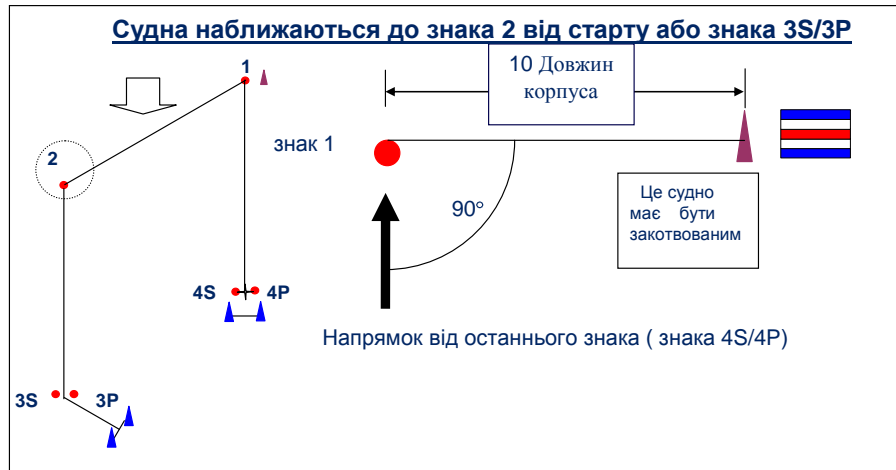 Судна наближаються до знака 2 від старту або знака 3S/3P
1
2
4S 4P
3S 3P
10 Довжин
корпуса
знак 1
90°
Це судно
має бути
закотвованим
Напрямок від останнього знака ( знака 4S/4P)